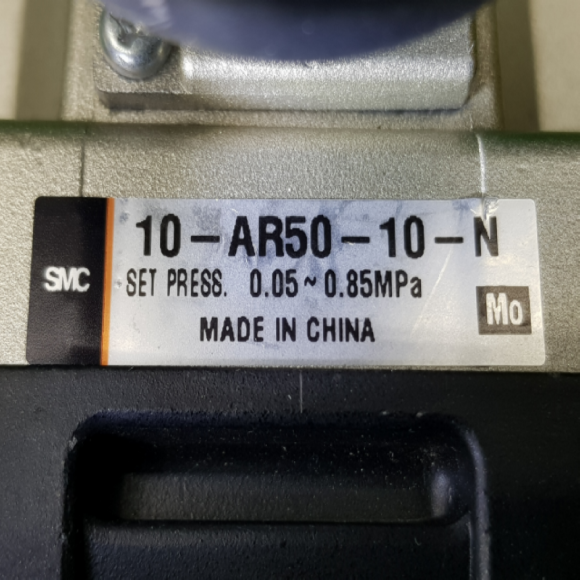 10-AR50-10-N
SMC
SET PRESS. 0.05~0.85MPa
Mo
MADE IN CHINA